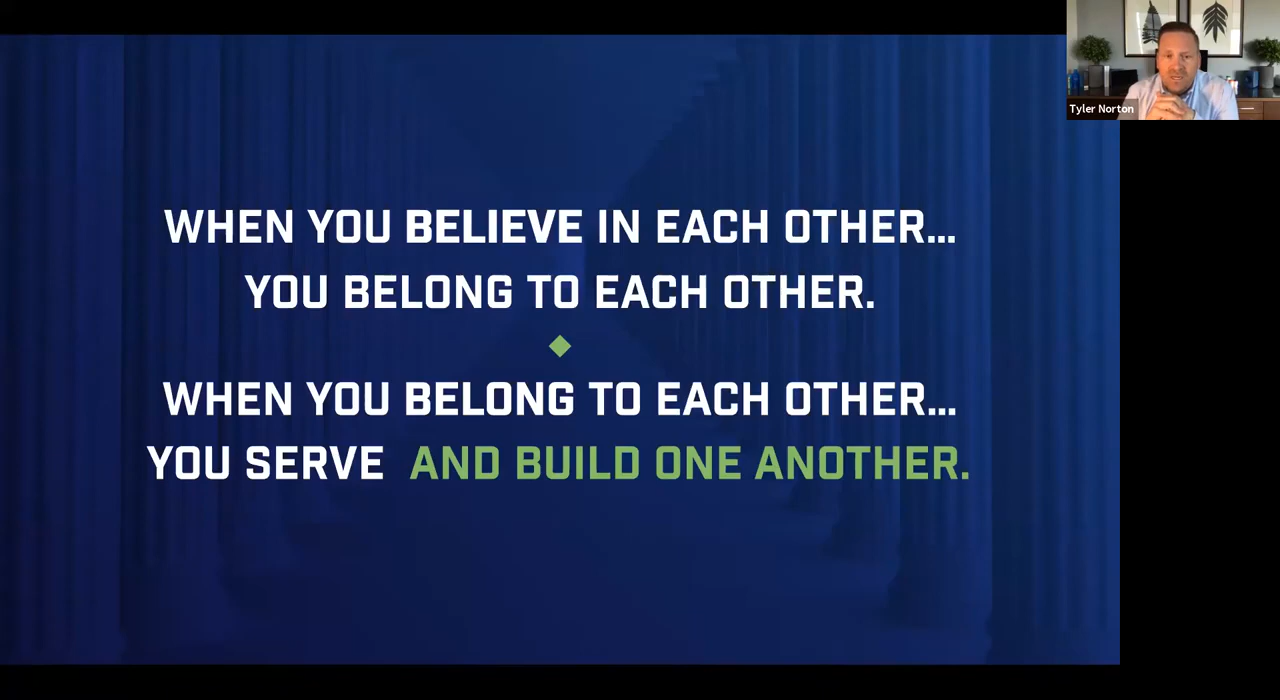 Tyler Norton
WHEN YOU BELIEVE IN EACH OTHER...
YOU BELONG TO EACH OTHER.
WHEN YOU BELONG TO EACH OTHER...
YOU SERVE AND BUILD ONE ANOTHER.